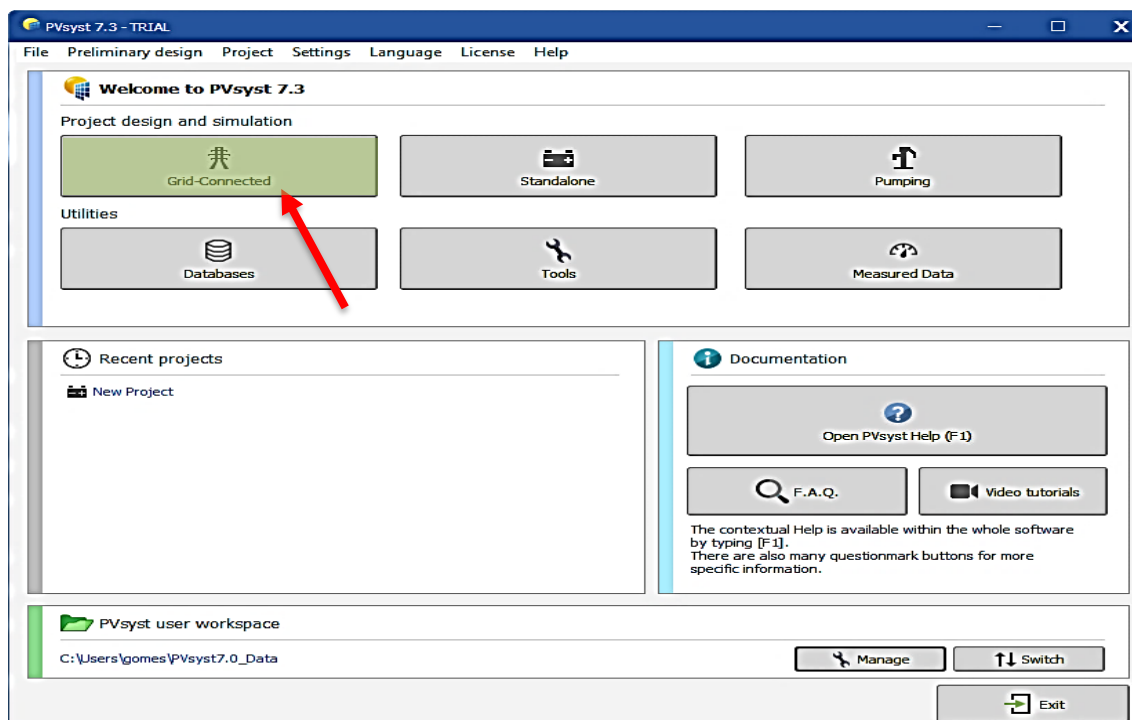 PVsyst 7.3 - TRIAL
File Preliminary design Project Settings Language License Help
Welcome to PVsyst 7.3
Project design and simulation
Grid-Connected
Standalone
Pumping
Utilities
Databases
Tools
Measured Data
Recent projects
New Project
Documentation
Open PVsyst Help (F1)
F.A.Q.
Video tutorials
The contextual Help is available within the whole software
by typing [F1].
There are also many questionmark buttons for more
specific information.
PVsyst user workspace
C:\Users\gomes\PVsyst7.0_Data
Manage
Switch
Exit